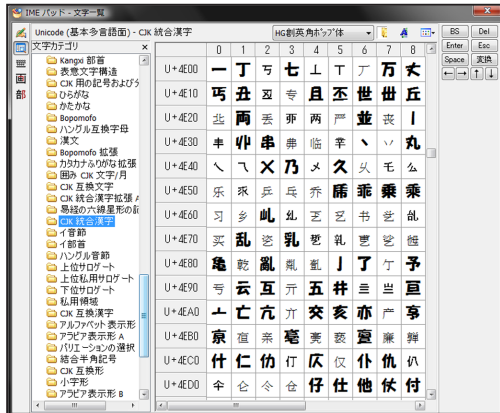 IME パッド - 文字一覧
Unicode (基本多言語面) - CJK 統合漢字
HG創英角ﾎﾟｯﾌﾟ体
文字カテゴリ
Kangxi 部首
表意文字構造
CJK 用の記号および分
ひらがな
かたかな
Bopomofo
ハングル互換字母
漢文
Bopomofo 拡張
カタカナふりがな拡張
囲み CJK 文字/月
CJK 互換文字
CJK 統合漢字拡張 A
易経の六線星形の記
CJK 統合漢字
イ音節
イ部首
ハングル音節
上位サロゲート
上位私用サロゲート
下位サロゲート
私用領域
CJK 互換漢字
アルファベット表示形
アラビア表示形 A
バリエーションの選択
結合半角記号
CJK 互換形
小字形
アラビア表示形 B
0 1 2 3 4 5 6 7 8
U+4E00 一 丁 丂 七 丄 丅 丆 万 丈
U+4E10 丐 丑 丒 专 且 丕 世 丗 丘
U+4E20 丠 両 丢 丣 两 严 並 丧 丨
U+4E30 丰 丱 串 丳 临 丵 丶 丷 丸
U+4E40 乀 乁 乂 乃 乄 久 乆 乇 么
U+4E50 乐 乑 乒 乓 乔 乕 乖 乗 乘
U+4E60 习 乡 乢 乣 乤 乥 书 乧 乨
U+4E70 买 乱 乲 乳 乴 乵 乶 乷 乸
U+4E80 亀 乾 亂 亃 亄 亅 了 亇 予
U+4E90 亐 云 互 亓 五 井 亖 亗 亘
U+4EA0 亠 亡 亢 亣 交 亥 亦 产 亨
U+4EB0 京 亱 亲 亳 亴 亵 亶 亷 亸
U+4EC0 什 仁 仂 仃 仄 仅 仆 仇 仈
U+4ED0 仐 仑 仒 仓 仔 仕 他 仗 付
BS Del
Enter Esc
Space 変換
← → ↑ ↓